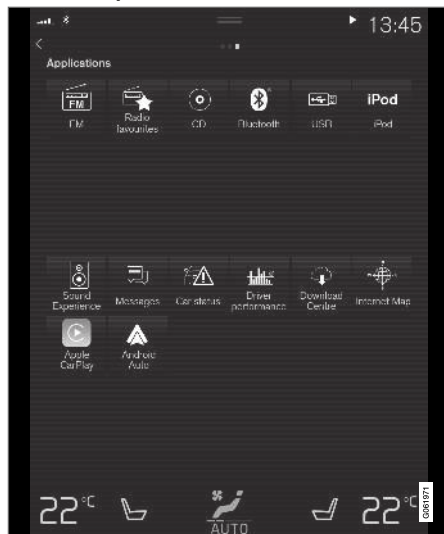 13:45
Applications
FM
iPod
FM
Radio
favourites
CD
Bluetooth
USB
iPod
Sound
Experience
Messages
Car status
Driver
performance
Download
Centre
Internet Map
Apple
CarPlay
Android
Auto
22°C
AUTO
22°C
G061971